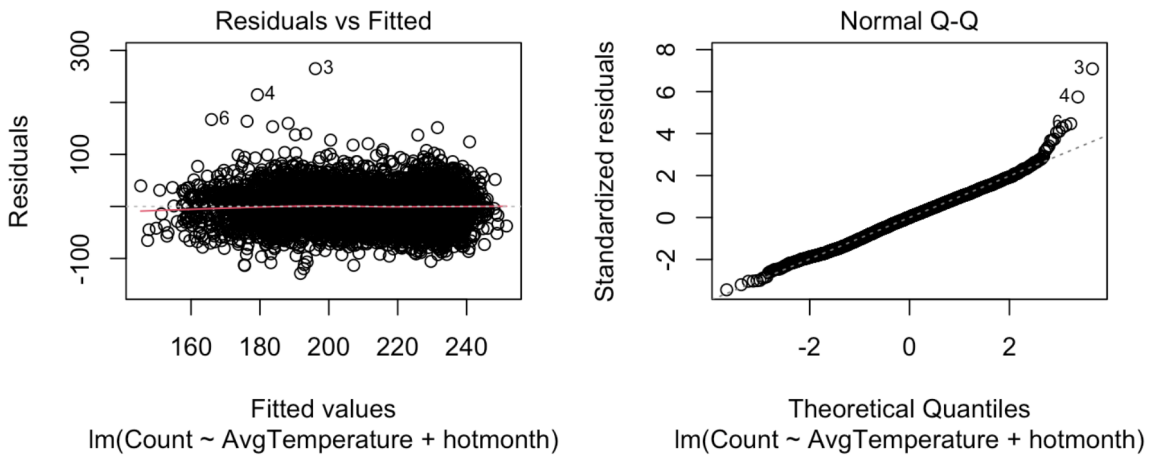 Residuals vs Fitted
Residuals
300
100
-100
3
4
6
160 180 200 220 240
Fitted values
lm(Count ~ AvgTemperature + hotmonth)
Normal Q-Q
Standardized residuals
8
6
4
2
0
-2
3
4
6
-2 0 2
Theoretical Quantiles
lm(Count ~ AvgTemperature + hotmonth)